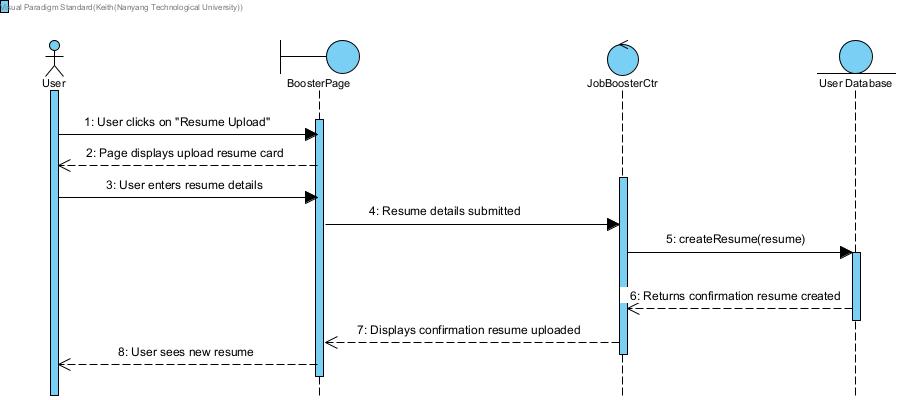 Visual Paradigm Standard(Keith(Nanyang Technological University))
User
BoosterPage
JobBoosterCtr
User Database
1: User clicks on "Resume Upload"
2: Page displays upload resume card
3: User enters resume details
4: Resume details submitted
5: createResume(resume)
6: Returns confirmation resume created
7: Displays confirmation resume uploaded
8: User sees new resume